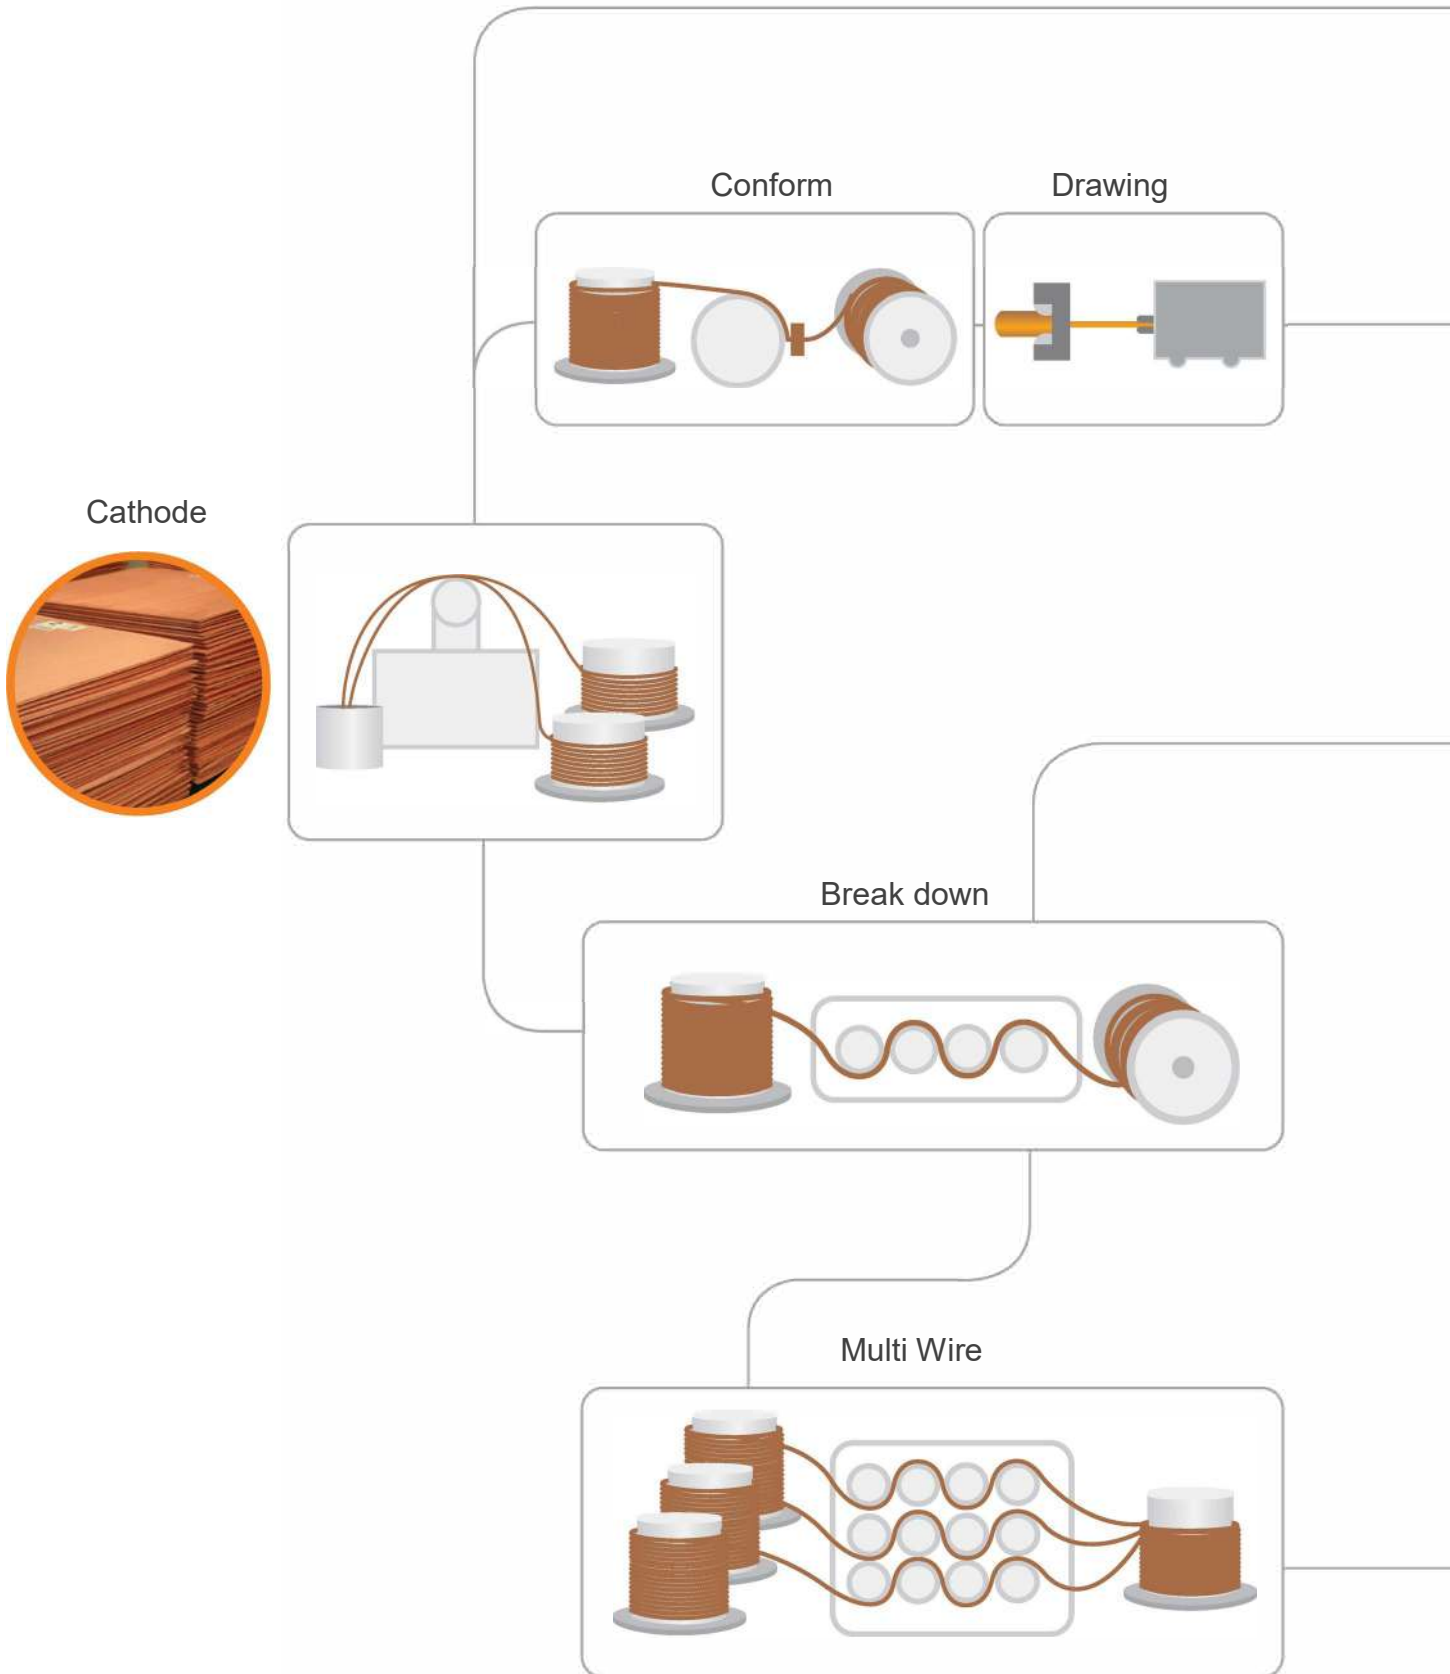 Conform
Drawing
Cathode
Break down
Multi Wire